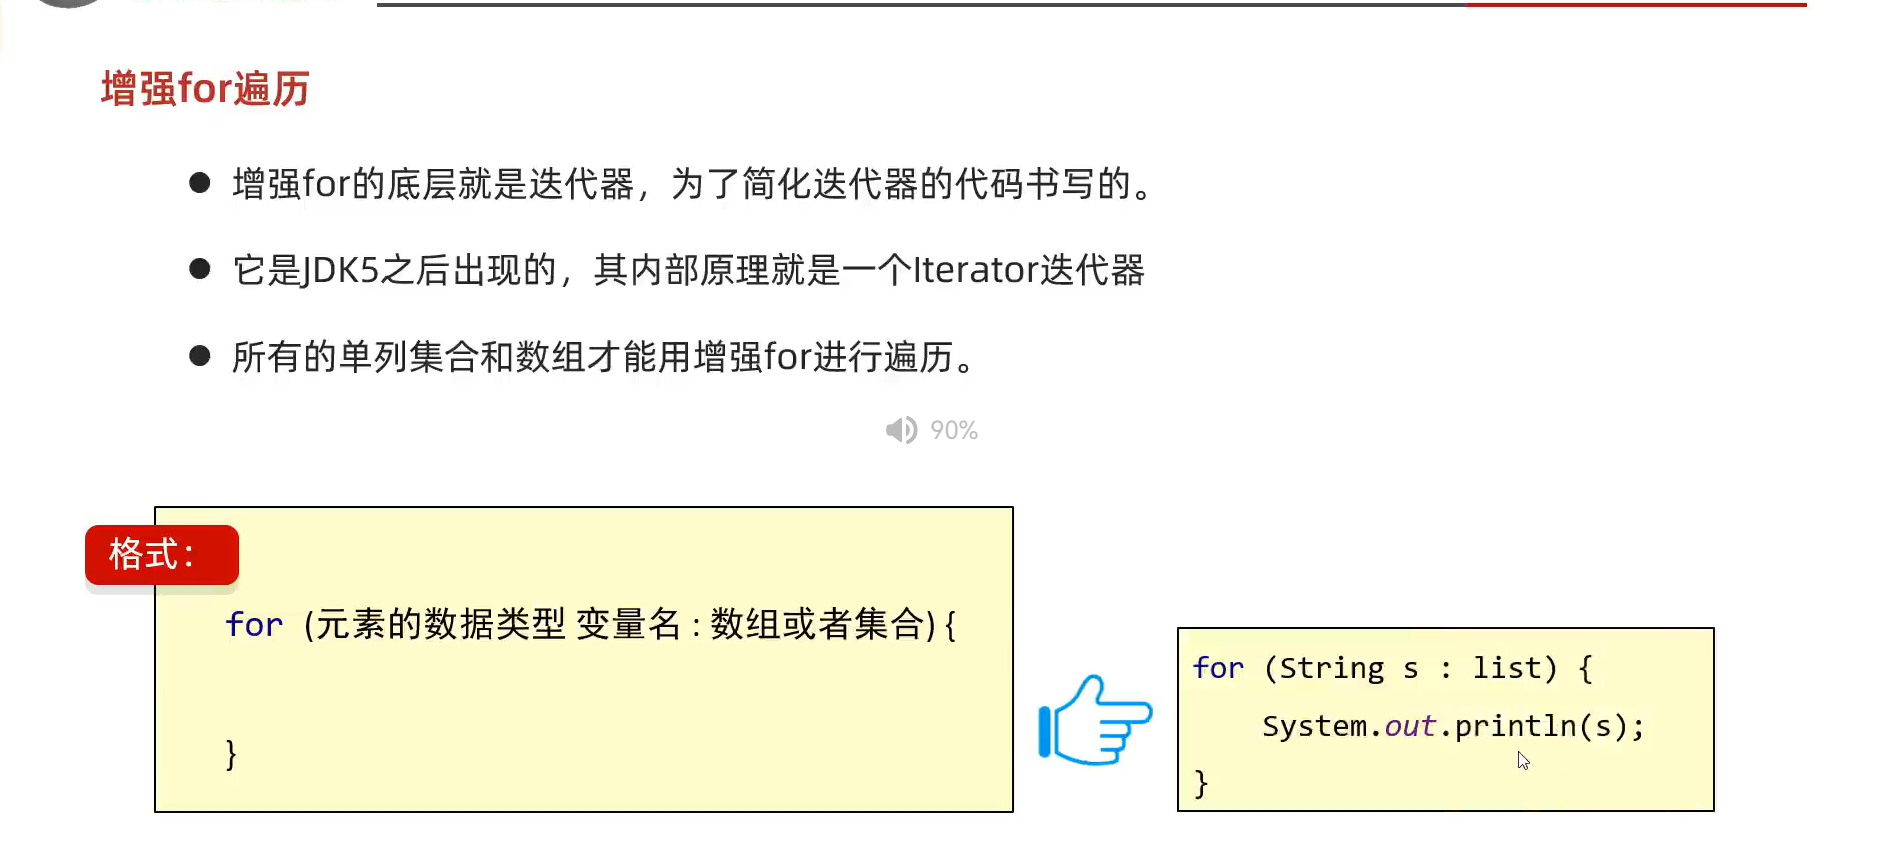 增强for遍历
增强for的底层就是迭代器，为了简化迭代器的代码书写的。
它是JDK5之后出现的，其内部原理就是一个Iterator迭代器
所有的单列集合和数组才能用增强for进行遍历。
90%
格式：
for (元素的数据类型 变量名 : 数组或者集合) {
}
for (String s : list) {
System.out.println(s);
}